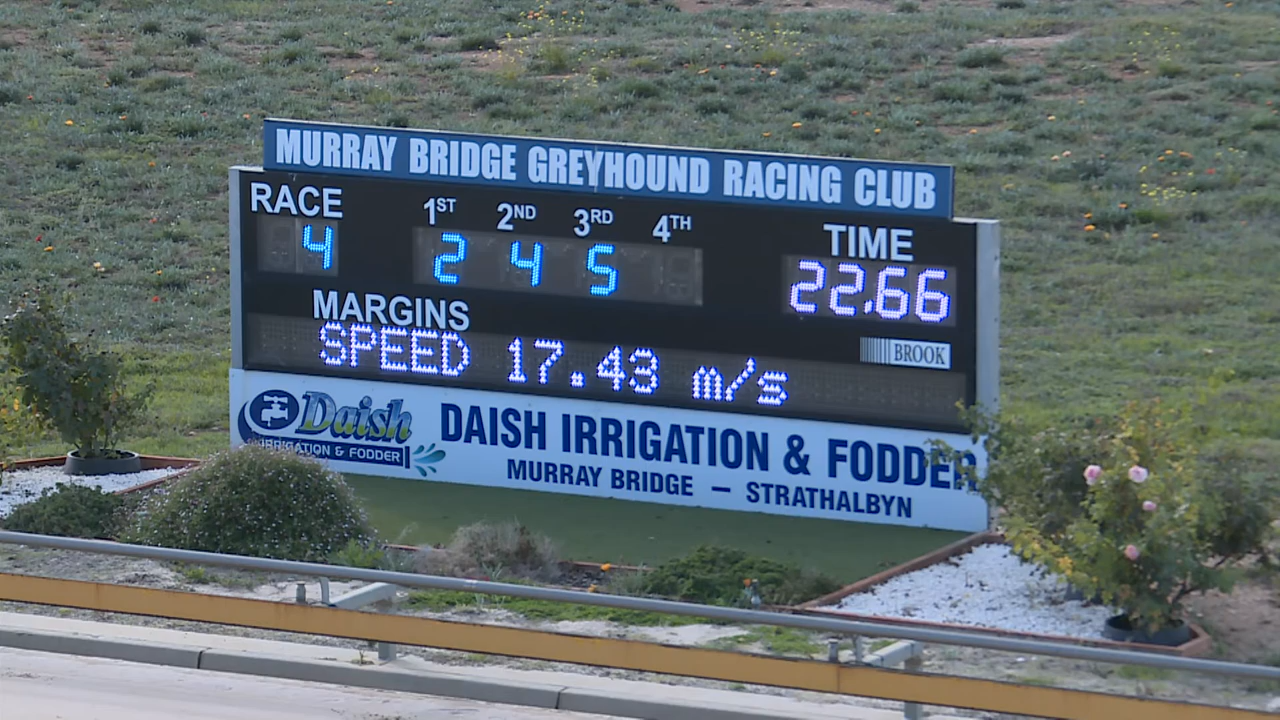 MURRAY BRIDGE GREYHOUND RACING CLUB
RACE 1ST 2ND 3RD 4TH TIME
4 2 4 5 22.66
MARGINS
SPEED 17.43 m/s
BROOK
Daish
IRRIGATION & FODDER
DAISH IRRIGATION & FODDER
MURRAY BRIDGE – STRATHALBYN